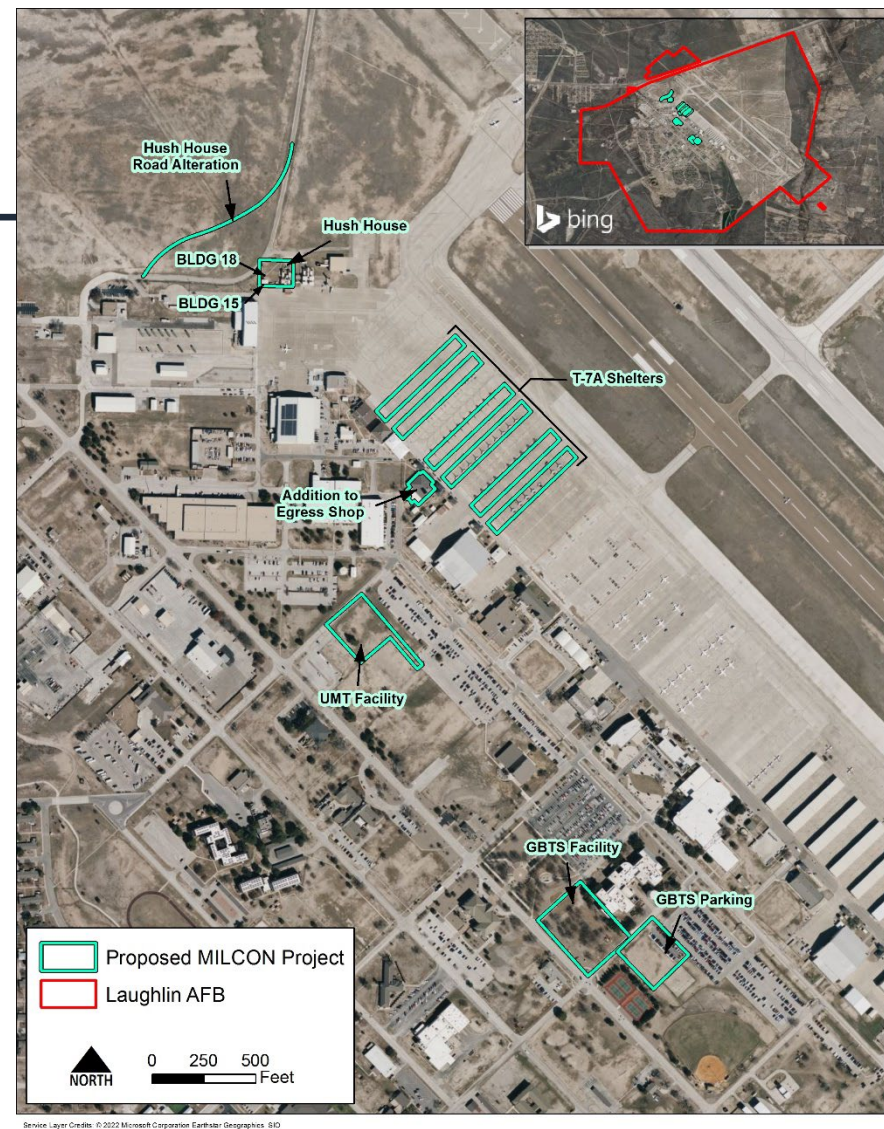 bing
Hush House
Road Alteration
Hush House
BLDG 18
BLDG 15
T-7A Shelters
Addition to
Egress Shop
UMT Facility
GBTS Facility
GBTS Parking
Proposed MILCON Project
Laughlin AFB
NORTH
0 250 500
Feet
Service Layer Credits: © 2022 Microsoft Corporation Earthstar Geographics SIO